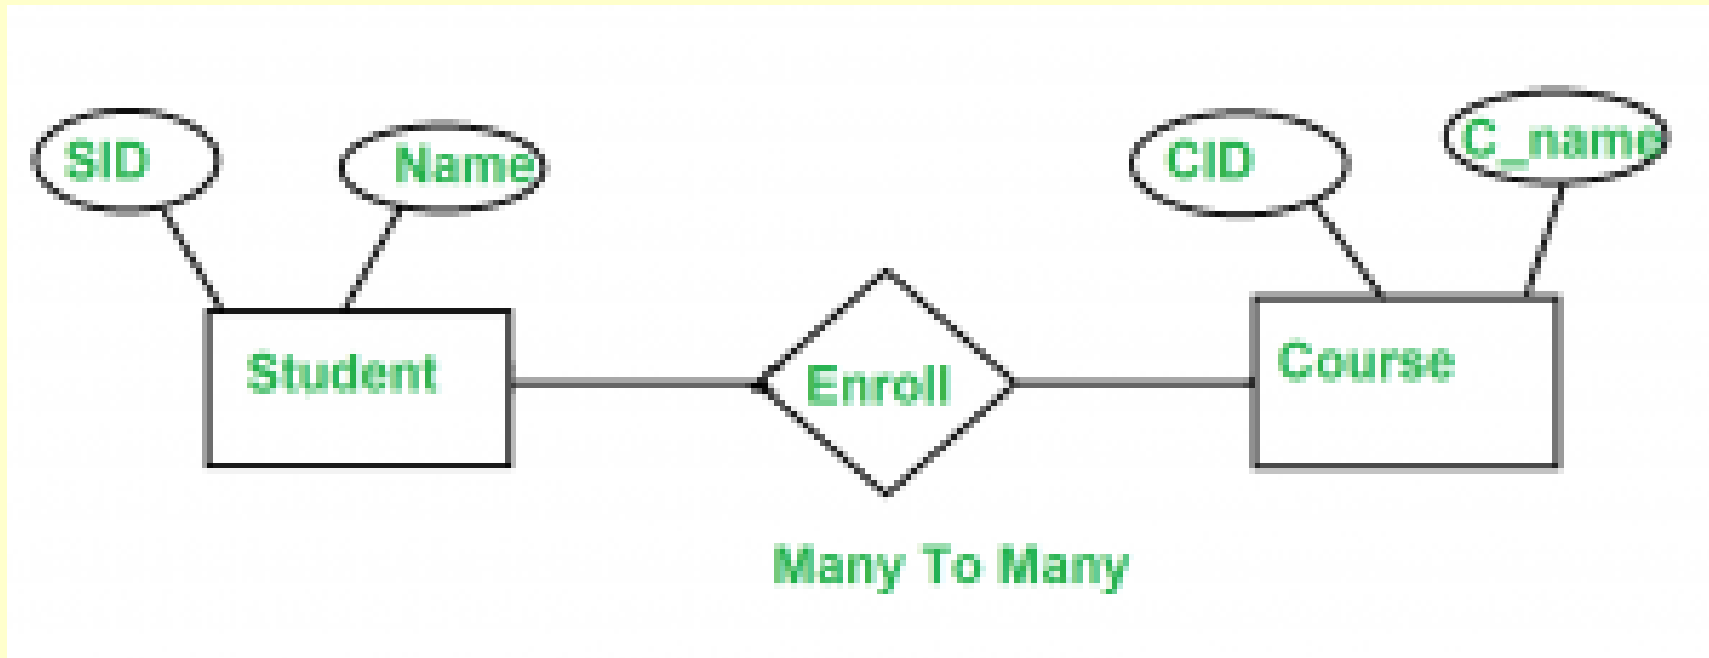 SID
Name
CID
C_name
Student
Enroll
Course
Many To Many